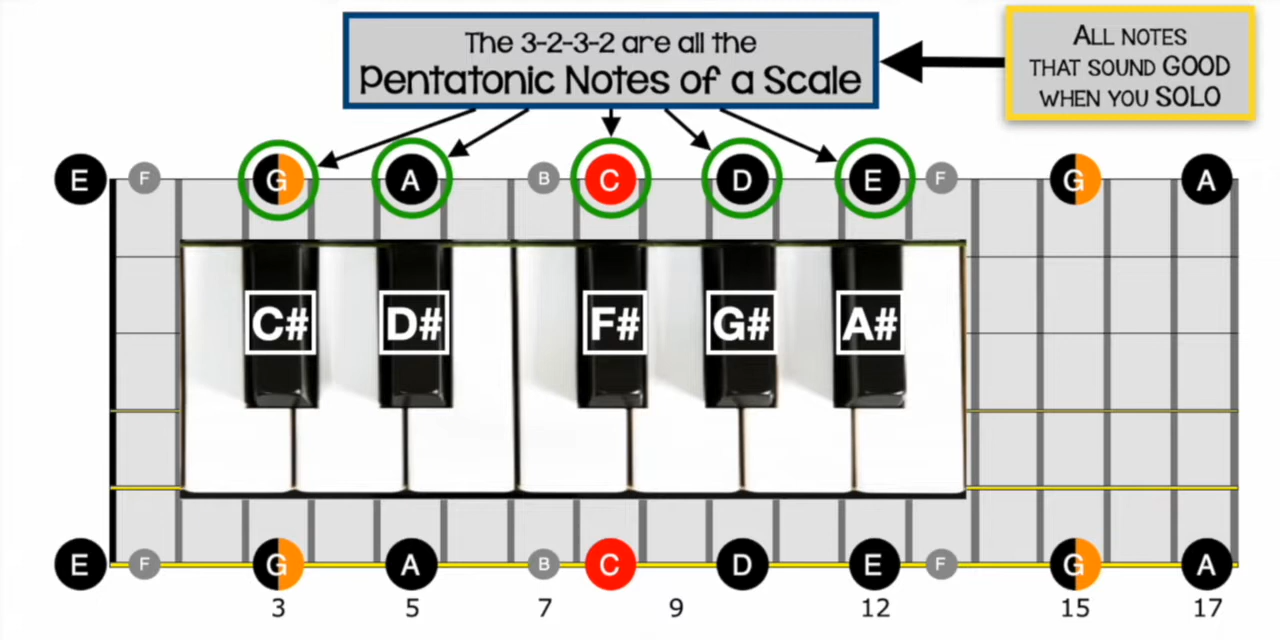 The 3-2-3-2 are all the
Pentatonic Notes of a Scale
ALL NOTES
THAT SOUND GOOD
WHEN YOU SOLO
E F G A B C D E F G A
C# D# F# G# A#
E F G A B C D E F G A
3 5 7 9 12 15 17